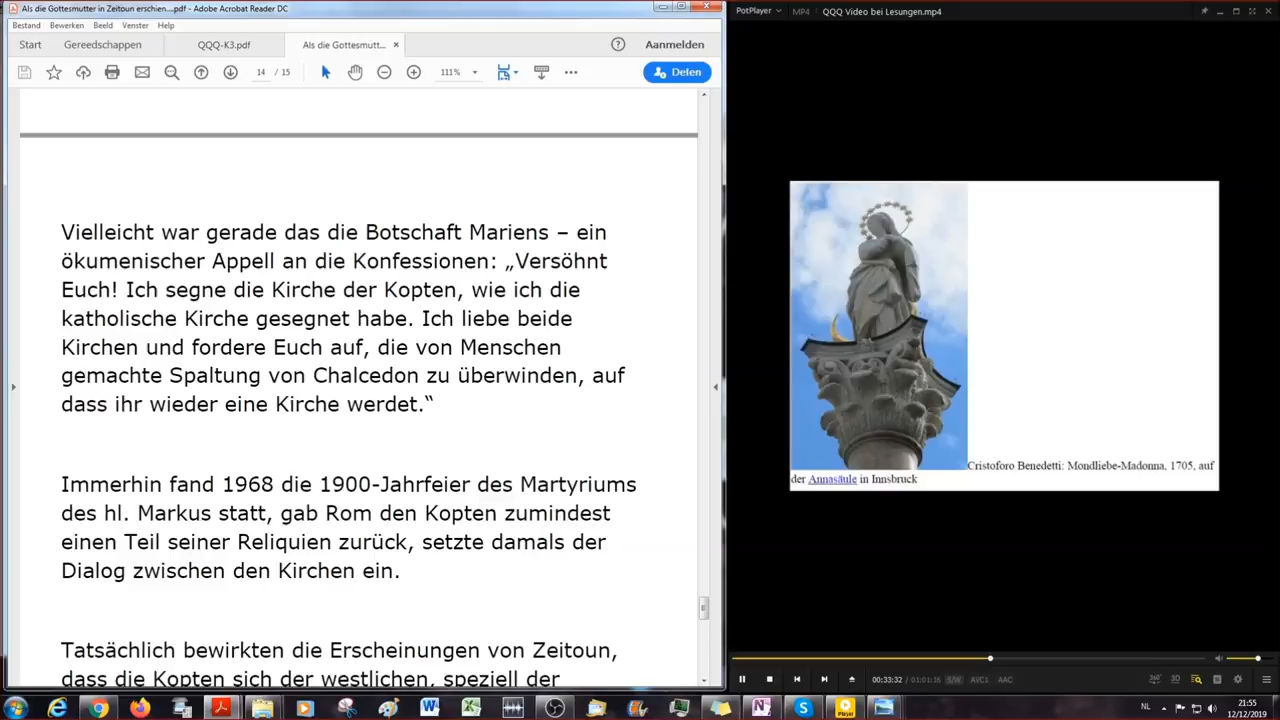 Als die Gottesmutter in Zeitoun erschien....pdf - Adobe Acrobat Reader DC
Bestand Bewerken Beeld Venster Help
Start Gereedschappen QQQ-K3.pdf Als die Gottesmutt... × ? Aanmelden
14 / 15 111% Delen
Vielleicht war gerade das die Botschaft Mariens – ein
ökumenischer Appell an die Konfessionen: „Versöhnt
Euch! Ich segne die Kirche der Kopten, wie ich die
katholische Kirche gesegnet habe. Ich liebe beide
Kirchen und fordere Euch auf, die von Menschen
gemachte Spaltung von Chalcedon zu überwinden, auf
dass ihr wieder eine Kirche werdet.“
Immerhin fand 1968 die 1900-Jahrfeier des Martyriums
des hl. Markus statt, gab Rom den Kopten zumindest
einen Teil seiner Reliquien zurück, setzte damals der
Dialog zwischen den Kirchen ein.
Tatsächlich bewirkten die Erscheinungen von Zeitoun,
dass die Kopten sich der westlichen, speziell der
PotPlayer MP4 QQQ Video bei Lesungen.mp4
Cristoforo Benedetti: Mondliebe-Madonna, 1705, auf
der Annasäule in Innsbruck
00:33:32 / 01:01:16 S/W AVC1 AAC
360° 3D
NL 21:55
12/12/2019